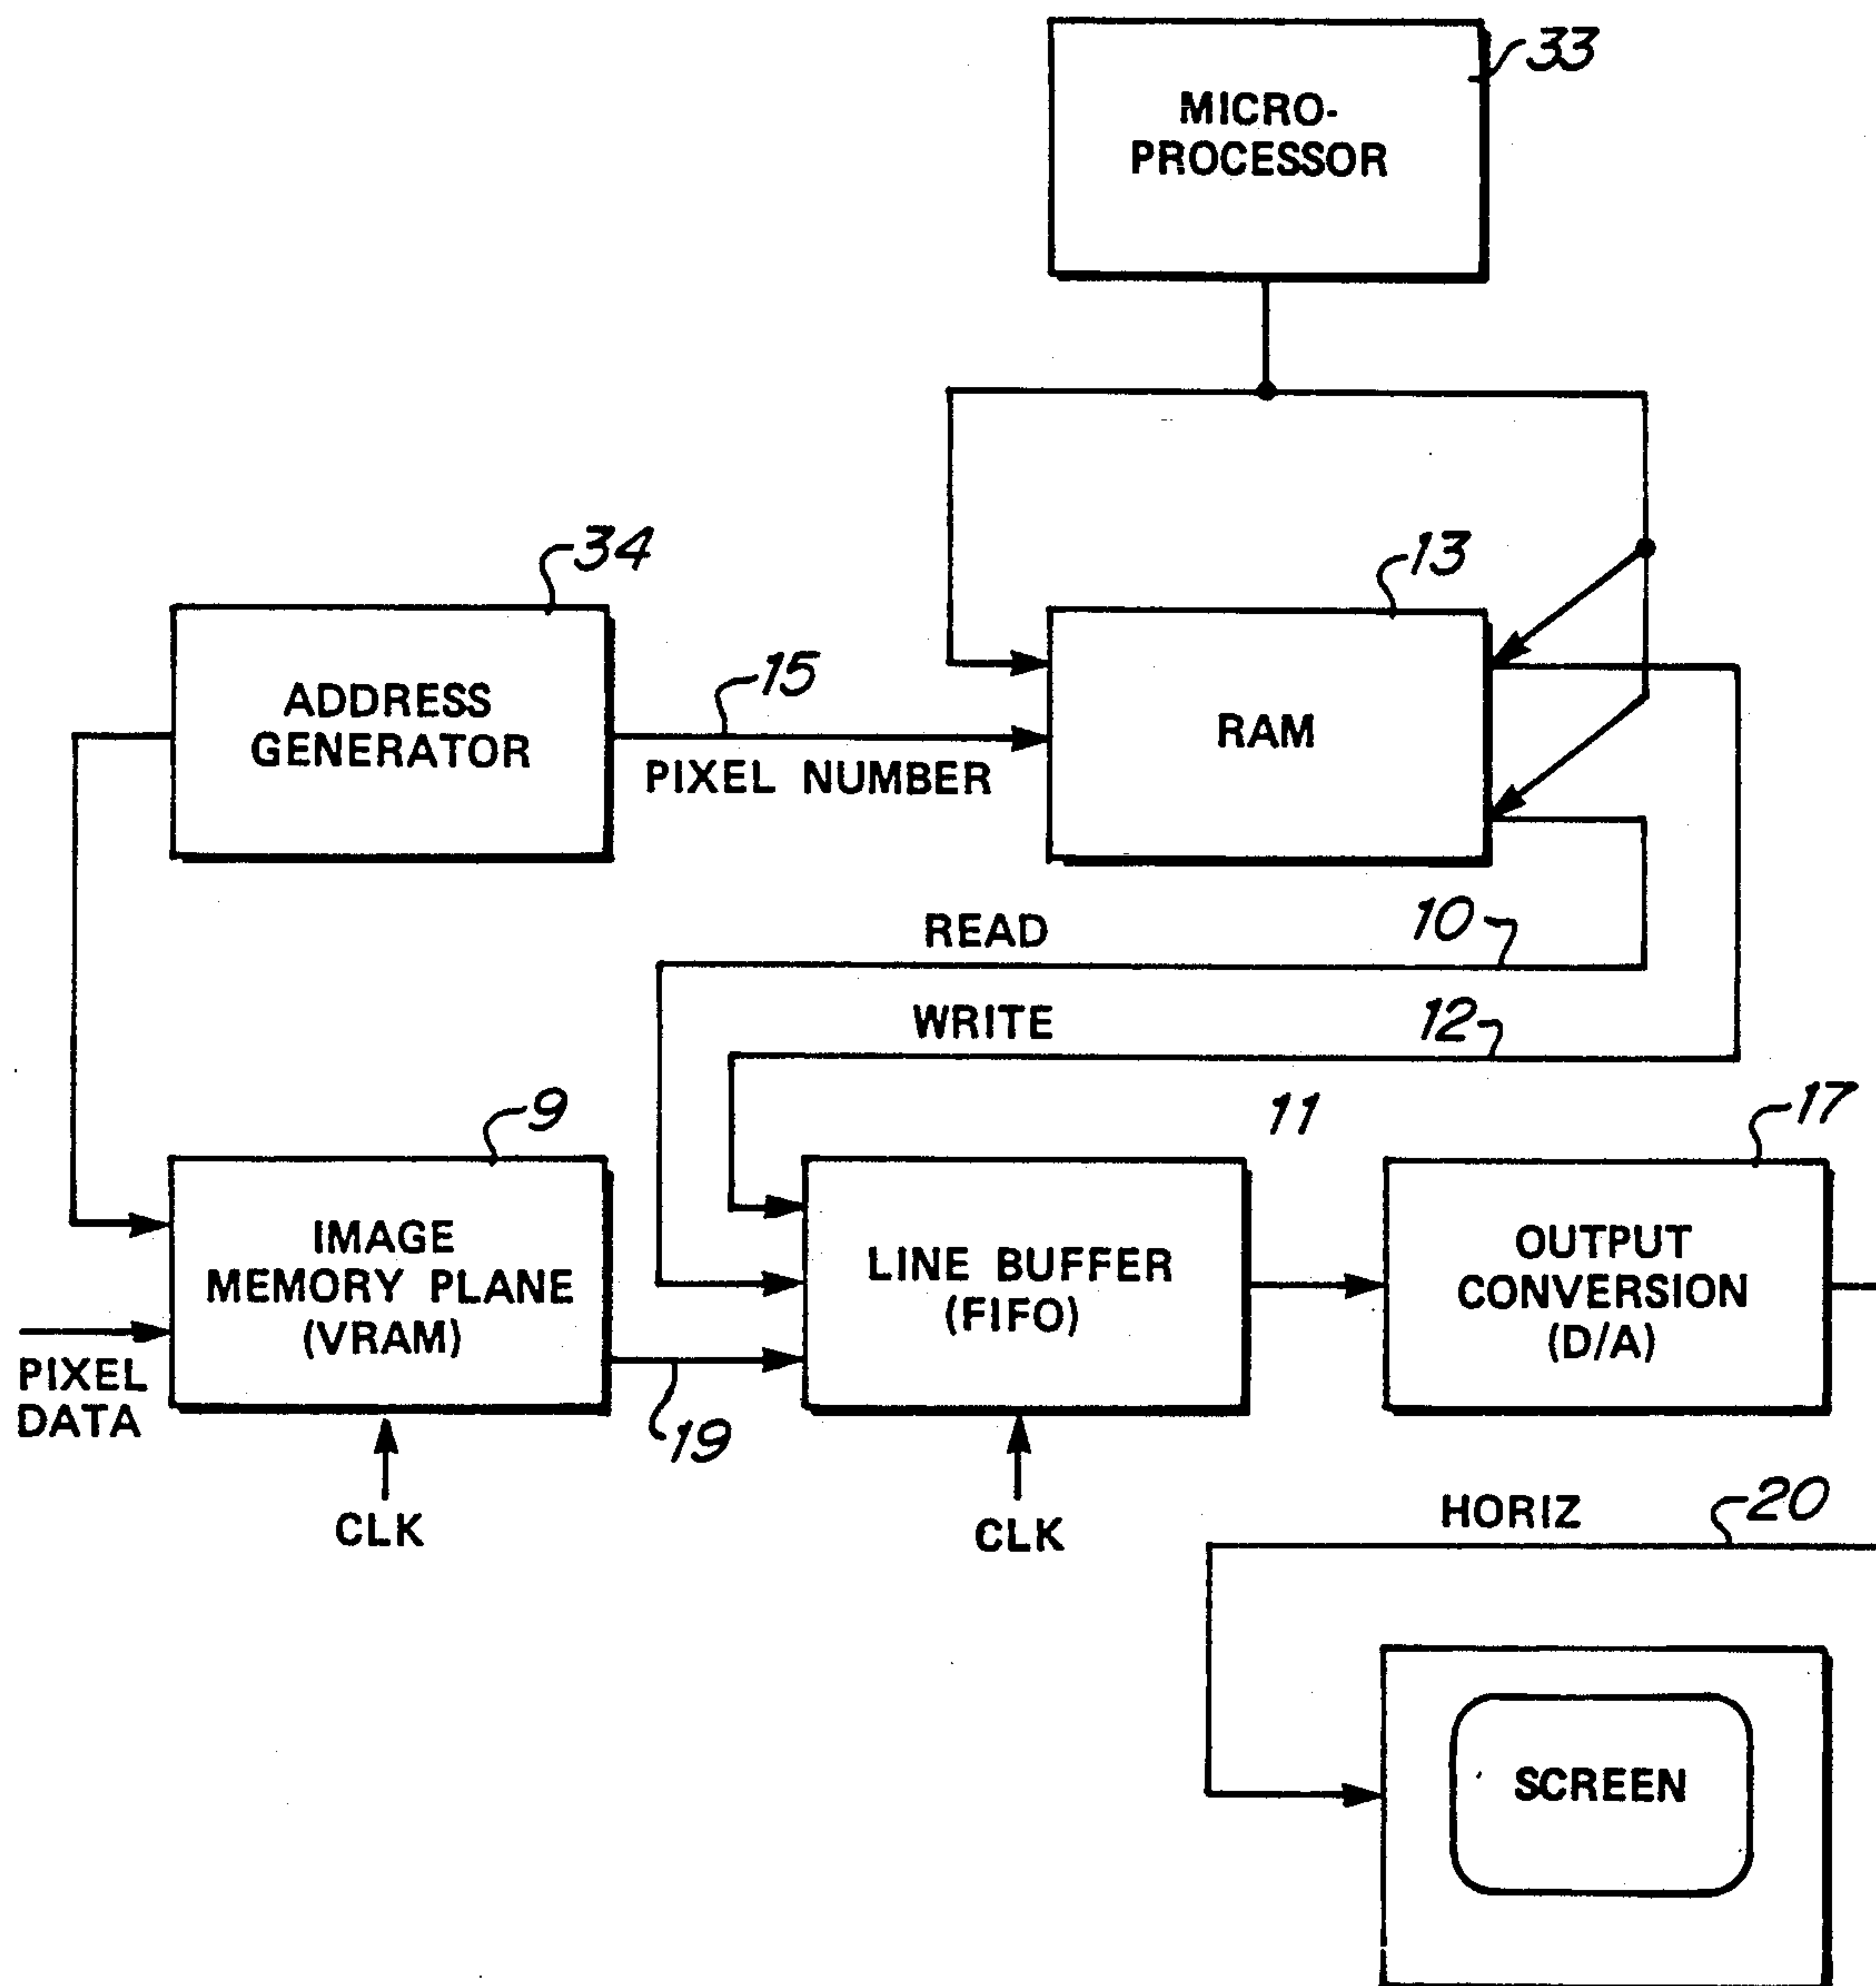 33
MICRO-
PROCESSOR
34
13
ADDRESS
GENERATOR
15
PIXEL NUMBER
RAM
READ
10
WRITE
12
9
11
17
IMAGE
MEMORY PLANE
(VRAM)
LINE BUFFER
(FIFO)
OUTPUT
CONVERSION
(D/A)
PIXEL
DATA
19
CLK
CLK
HORIZ
20
SCREEN